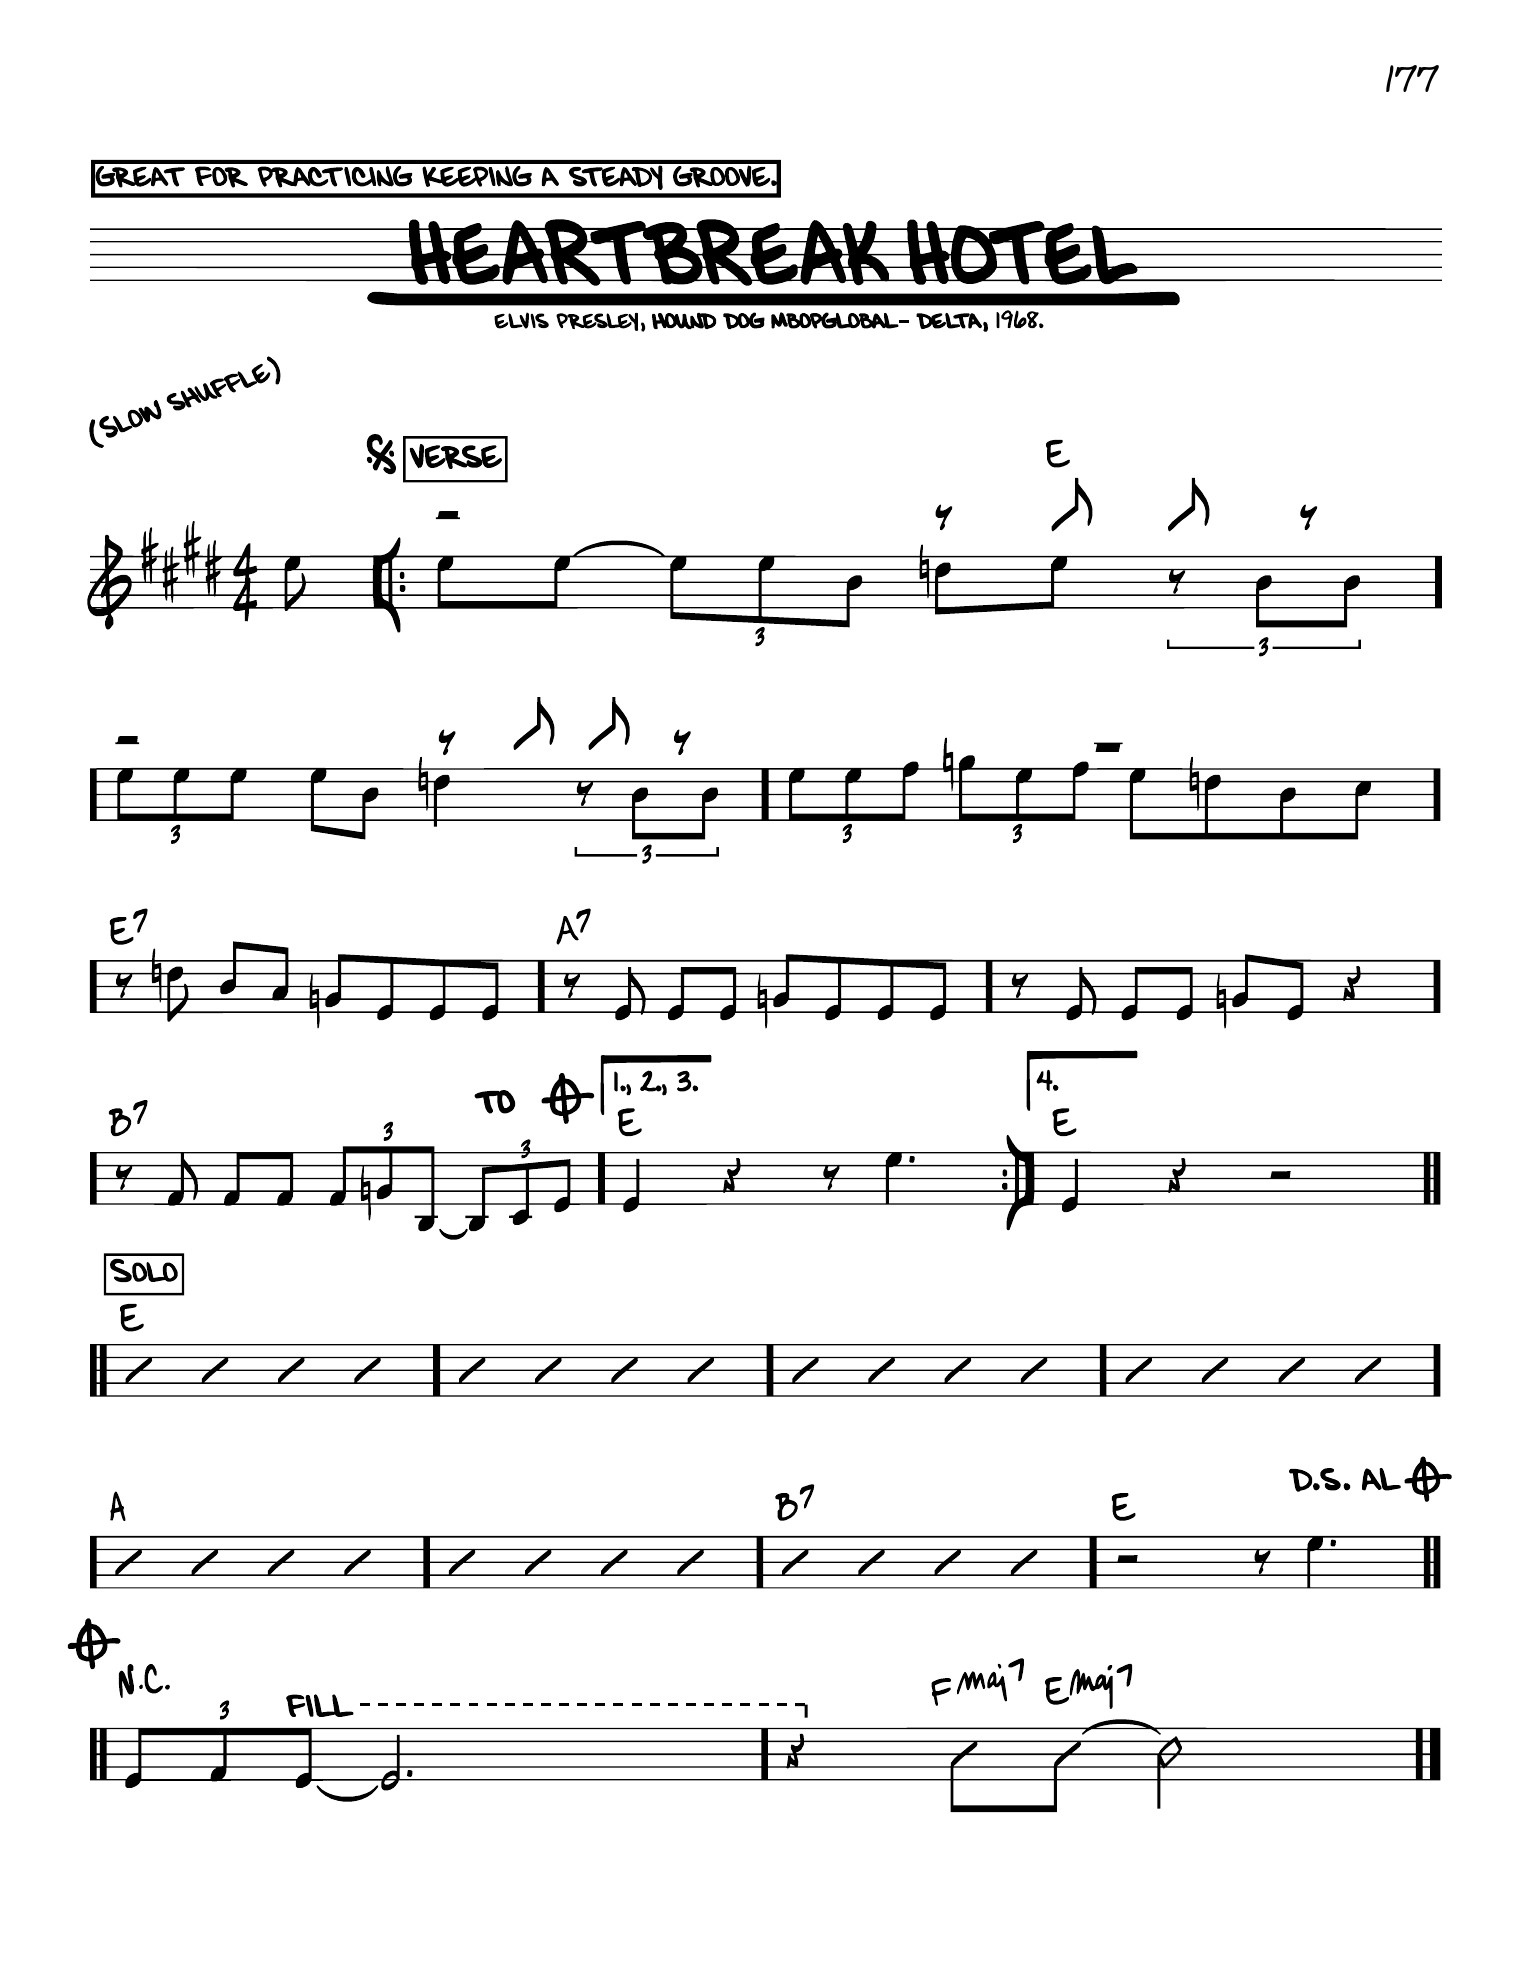 177
GREAT FOR PRACTICING KEEPING A STEADY GROOVE.
HEARTBREAK HOTEL
ELVIS PRESLEY, HOUND DOG MBOPGLOBAL- DELTA, 1968.
(SLOW SHUFFLE)
VERSE
E
4
4
3
3
3
3
3
3
E7
A7
B7
3
TO
3
1., 2., 3.
E
4.
E
SOLO
E
A
B7
E
D.S. AL
N.C.
3
FILL
Fmaj7
Emaj7